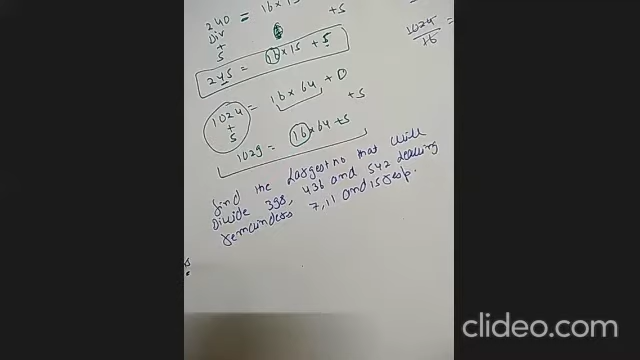 240 = 16×15
Div
+
5
+5
245 = 16×15 + 5
1024
16
=
1024 = 16×64 + 0
+
5
+5
1029 = 16×64 +5
find the Largest no that will
Divide 398, 436 and 542 leaving
remainders 7, 11 and 15 resp.
clideo.com